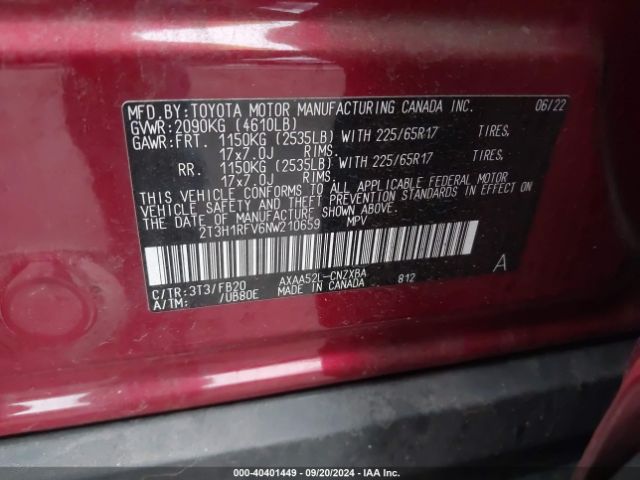 MFD. BY: TOYOTA MOTOR MANUFACTURING CANADA INC. 06/22
GVWR: 2090KG (4610LB)
GAWR: FRT. 1150KG (2535LB) WITH 225/65R17 TIRES,
17x7.0J RIMS.
RR. 1150KG (2535LB) WITH 225/65R17 TIRES,
17x7.0J RIMS.
THIS VEHICLE CONFORMS TO ALL APPLICABLE FEDERAL MOTOR
VEHICLE SAFETY AND THEFT PREVENTION STANDARDS IN EFFECT ON
THE DATE OF MANUFACTURE SHOWN ABOVE.
2T3H1RFV6NW210659 MPV
C/TR: 3T3/FB20 AXAA52L-CNZXBA 812 A
A/TM: /UB80E MADE IN CANADA
000-40401449 - 09/20/2024 - IAA Inc.